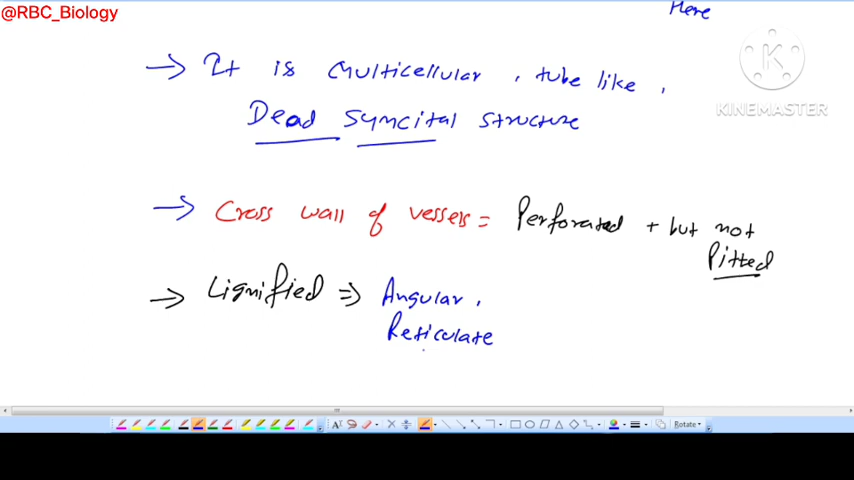 @RBC_Biology
Here
→ It is Multicellular, tube like,
Dead syncital structure
KINEMASTER
→ Cross wall of vessels = Perforated + but not
Pitted
→ Lignified ⇒ Angular,
Reticulate
Rotate